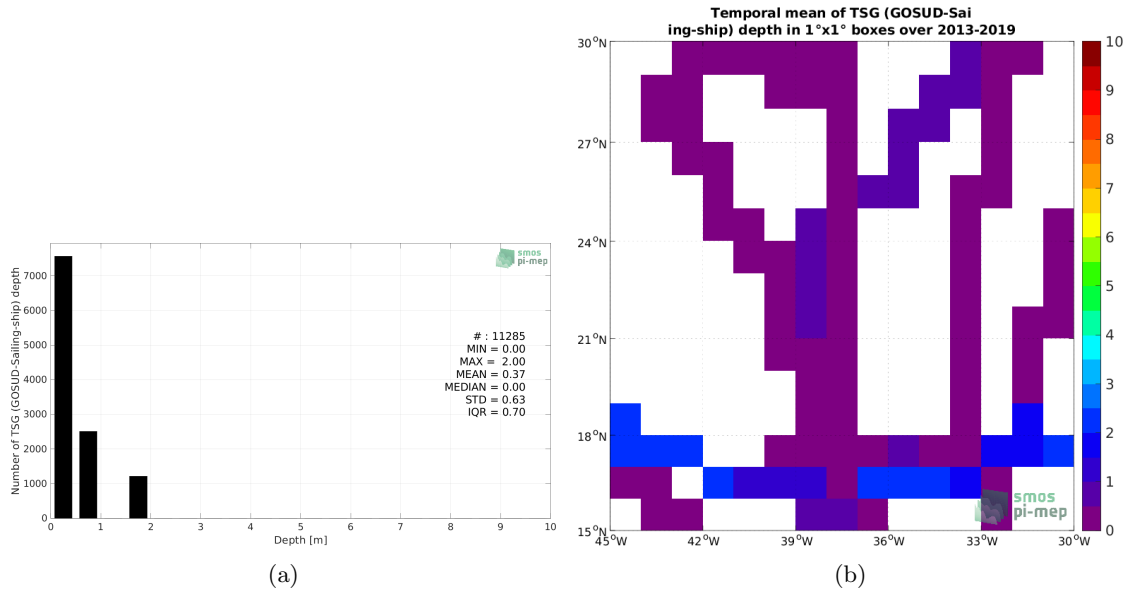 Number of TSG (GOSUD-Sailing-ship) depth
7000
6000
5000
4000
3000
2000
1000
0
0 1 2 3 4 5 6 7 8 9 10
Depth [m]
smos
pi-mep
# : 11285
MIN = 0.00
MAX = 2.00
MEAN = 0.37
MEDIAN = 0.00
STD = 0.63
IQR = 0.70
(a)
Temporal mean of TSG (GOSUD-Sai
ing-ship) depth in 1°x1° boxes over 2013-2019
30°N
27°N
24°N
21°N
18°N
15°N
45°W 42°W 39°W 36°W 33°W 30°W
smos
pi-mep
10
9
8
7
6
5
4
3
2
1
0
(b)